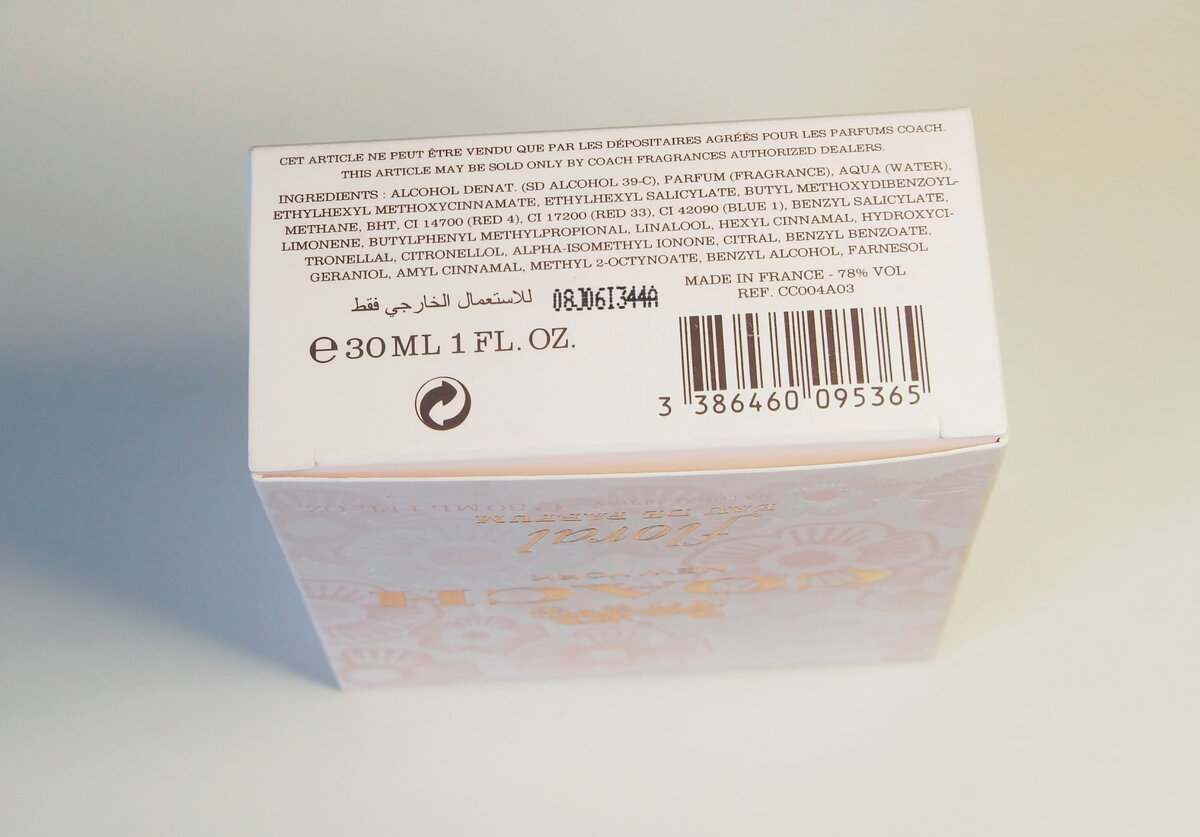 CET ARTICLE NE PEUT ÊTRE VENDU QUE PAR LES DÉPOSITAIRES AGRÉÉS POUR LES PARFUMS COACH.
THIS ARTICLE MAY BE SOLD ONLY BY COACH FRAGRANCES AUTHORIZED DEALERS.
INGREDIENTS : ALCOHOL DENAT. (SD ALCOHOL 39-C), PARFUM (FRAGRANCE), AQUA (WATER),
ETHYLHEXYL METHOXYCINNAMATE, ETHYLHEXYL SALICYLATE, BUTYL METHOXYDIBENZOYL-
METHANE, BHT, CI 14700 (RED 4), CI 17200 (RED 33), CI 42090 (BLUE 1), BENZYL SALICYLATE,
LIMONENE, BUTYLPHENYL METHYLPROPIONAL, LINALOOL, HEXYL CINNAMAL, HYDROXYCI-
TRONELLAL, CITRONELLOL, ALPHA-ISOMETHYL IONONE, CITRAL, BENZYL BENZOATE,
GERANIOL, AMYL CINNAMAL, METHYL 2-OCTYNOATE, BENZYL ALCOHOL, FARNESOL
للاستعمال الخارجي فقط
MADE IN FRANCE - 78% VOL
REF. CC004A03
℮ 30 ML 1 FL. OZ.
3 386460 095365
30 ML 1 FL. OZ.
EAU DE PARFUM
floral
NEW YORK
COACH